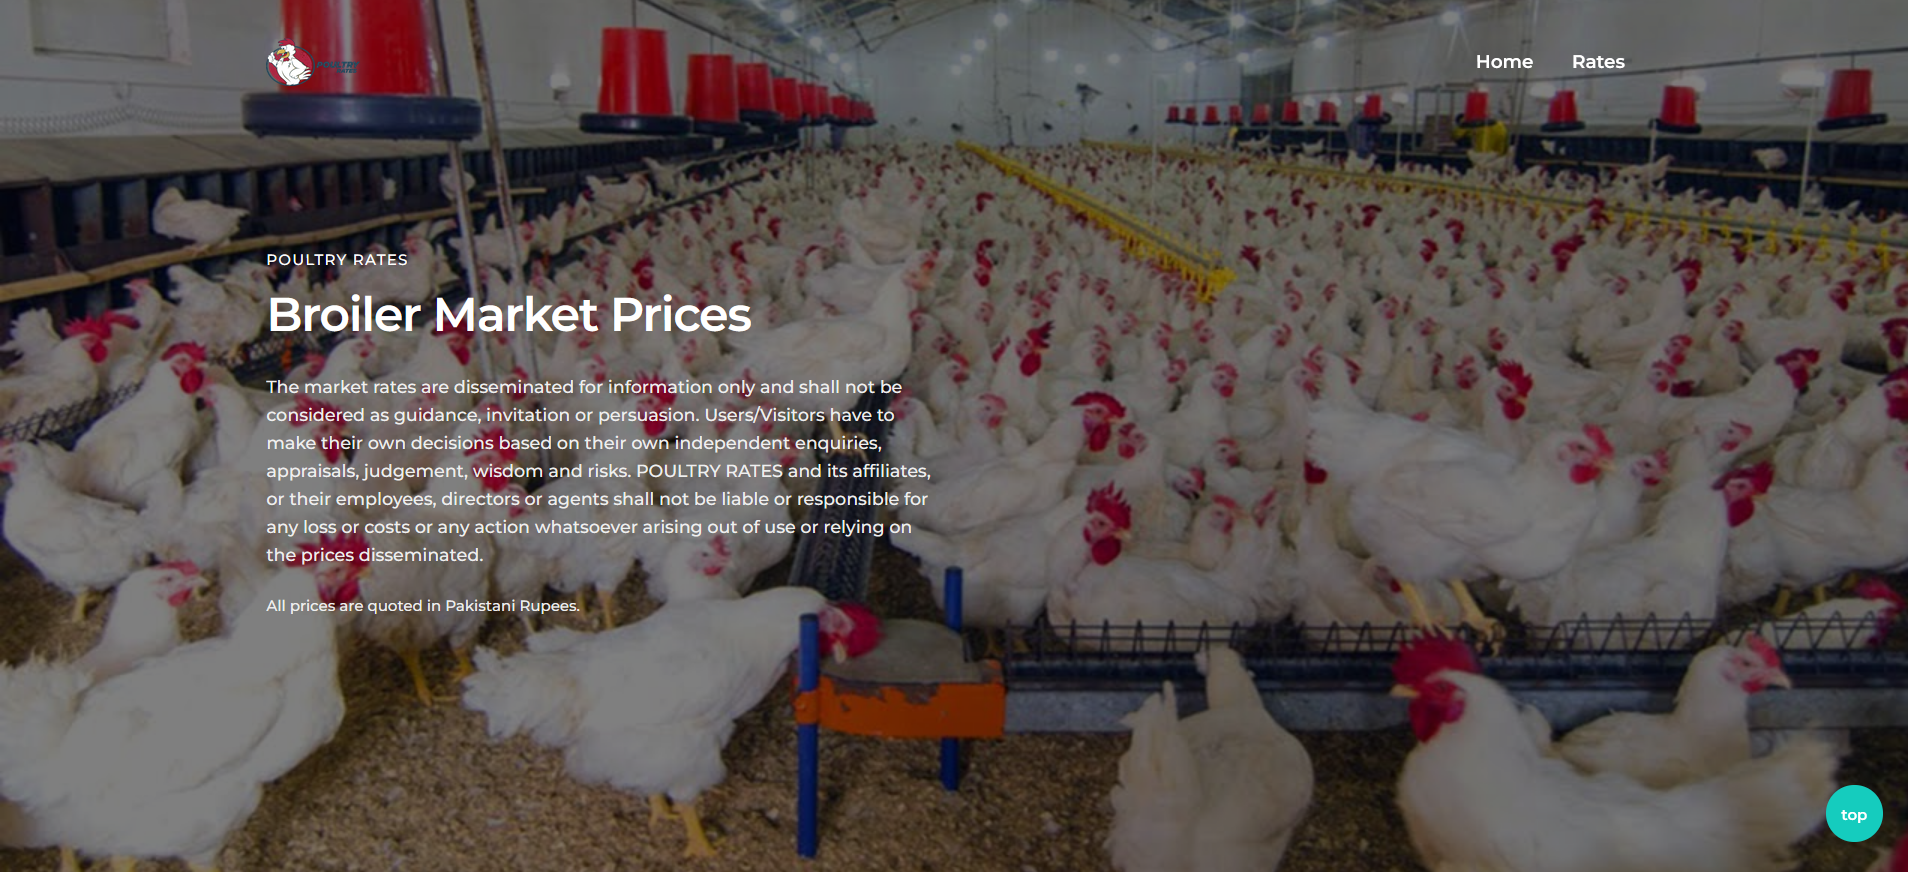 Home
Rates
POULTRY RATES
Broiler Market Prices
The market rates are disseminated for information only and shall not be
considered as guidance, invitation or persuasion. Users/Visitors have to
make their own decisions based on their own independent enquiries,
appraisals, judgement, wisdom and risks. POULTRY RATES and its affiliates,
or their employees, directors or agents shall not be liable or responsible for
any loss or costs or any action whatsoever arising out of use or relying on
the prices disseminated.
All prices are quoted in Pakistani Rupees.
top